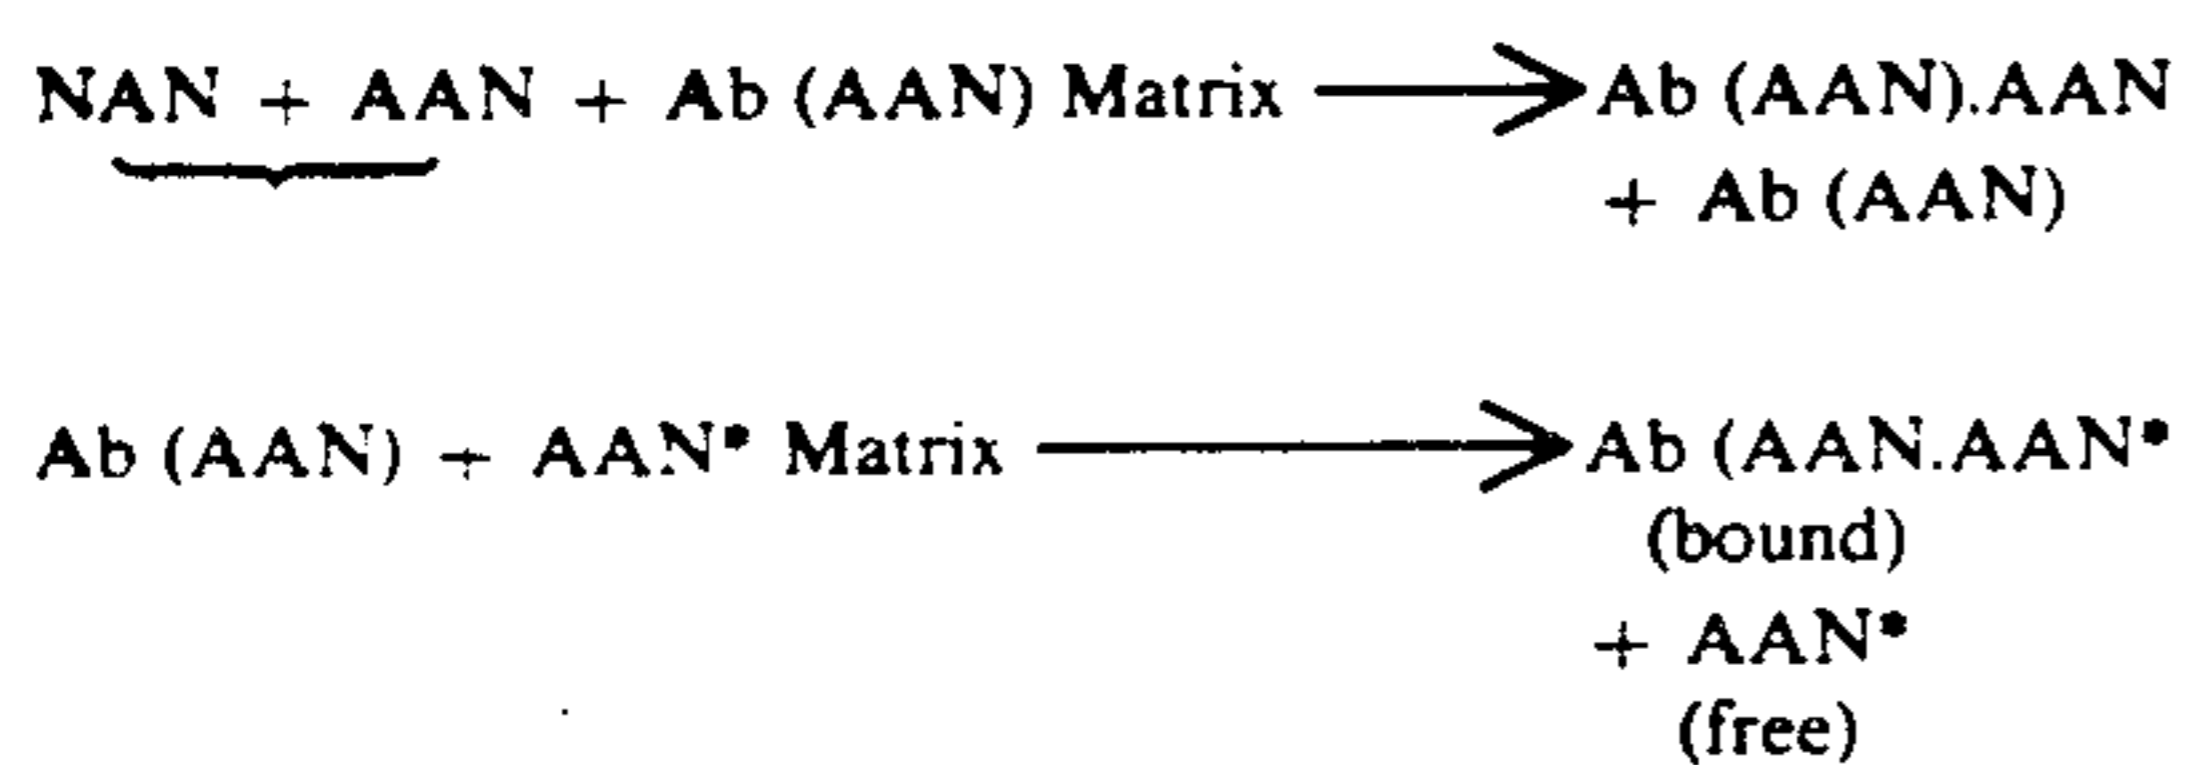 NAN + AAN + Ab (AAN) Matrix ⟶ Ab (AAN).AAN
+ Ab (AAN)
Ab (AAN) + AAN* Matrix ⟶ Ab (AAN.AAN*
(bound)
+ AAN*
(free)